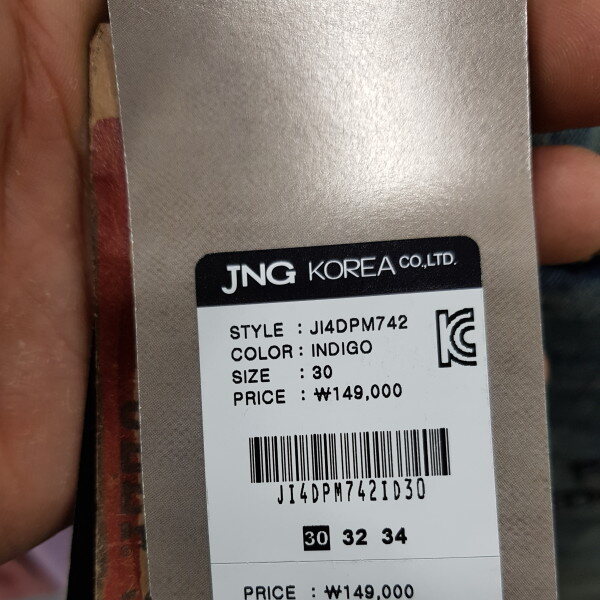 JNG KOREA CO.,LTD.
STYLE : JI4DPM742
COLOR : INDIGO
SIZE : 30
PRICE : ₩149,000
JI4DPM742ID30
30 32 34
PRICE : ₩149,000